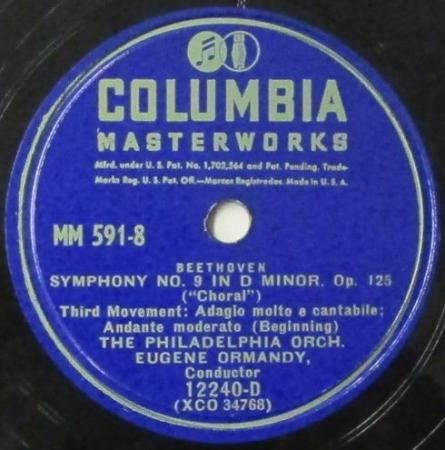 COLUMBIA
MASTERWORKS
Mfrd. under U. S. Pat. No. 1,702,564 and Pat. Pending, Trade-
Marks Reg. U. S. Pat. Off.—Marcas Registradas. Made in U. S. A.
MM 591-8
BEETHOVEN
SYMPHONY NO. 9 IN D MINOR, Op. 125
("Choral")
Third Movement: Adagio molto e cantabile;
Andante moderato (Beginning)
THE PHILADELPHIA ORCH.
EUGENE ORMANDY,
Conductor
12240-D
(XCO 34768)